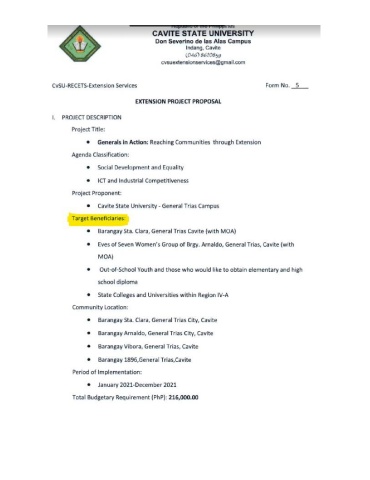 Republic of the Philippines
CAVITE STATE UNIVERSITY
Don Severino de las Alas Campus
Indang, Cavite
cvsuextensionservices@gmail.com
CvSU-RECETS-Extension Services Form No. __5__
EXTENSION PROJECT PROPOSAL
I. PROJECT DESCRIPTION
Project Title:
• Generals in Action: Reaching Communities through Extension
Agenda Classification:
• Social Development and Equality
• ICT and Industrial Competitiveness
Project Proponent:
• Cavite State University - General Trias Campus
Target Beneficiaries:
• Barangay Sta. Clara, General Trias Cavite (with MOA)
• Eves of Seven Women's Group of Brgy. Arnaldo, General Trias, Cavite (with
MOA)
• Out-of-School Youth and those who would like to obtain elementary and high
school diploma
• State Colleges and Universities within Region IV-A
Community Location:
• Barangay Sta. Clara, General Trias City, Cavite
• Barangay Arnaldo, General Trias City, Cavite
• Barangay Vibora, General Trias, Cavite
• Barangay 1896,General Trias,Cavite
Period of Implementation:
• January 2021-December 2021
Total Budgetary Requirement (PhP): 216,000.00